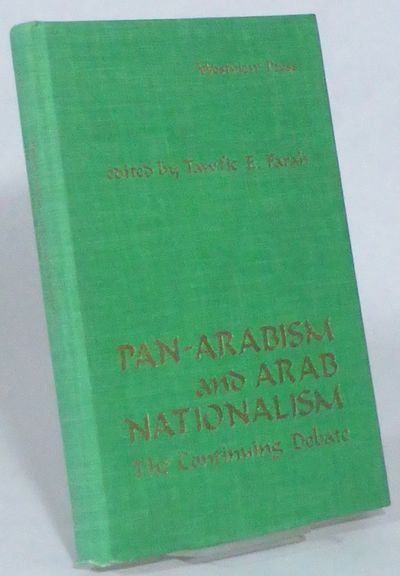 Westview Press
edited by Tawfic E. Farah
PAN-ARABISM
and ARAB
NATIONALISM
The Continuing Debate